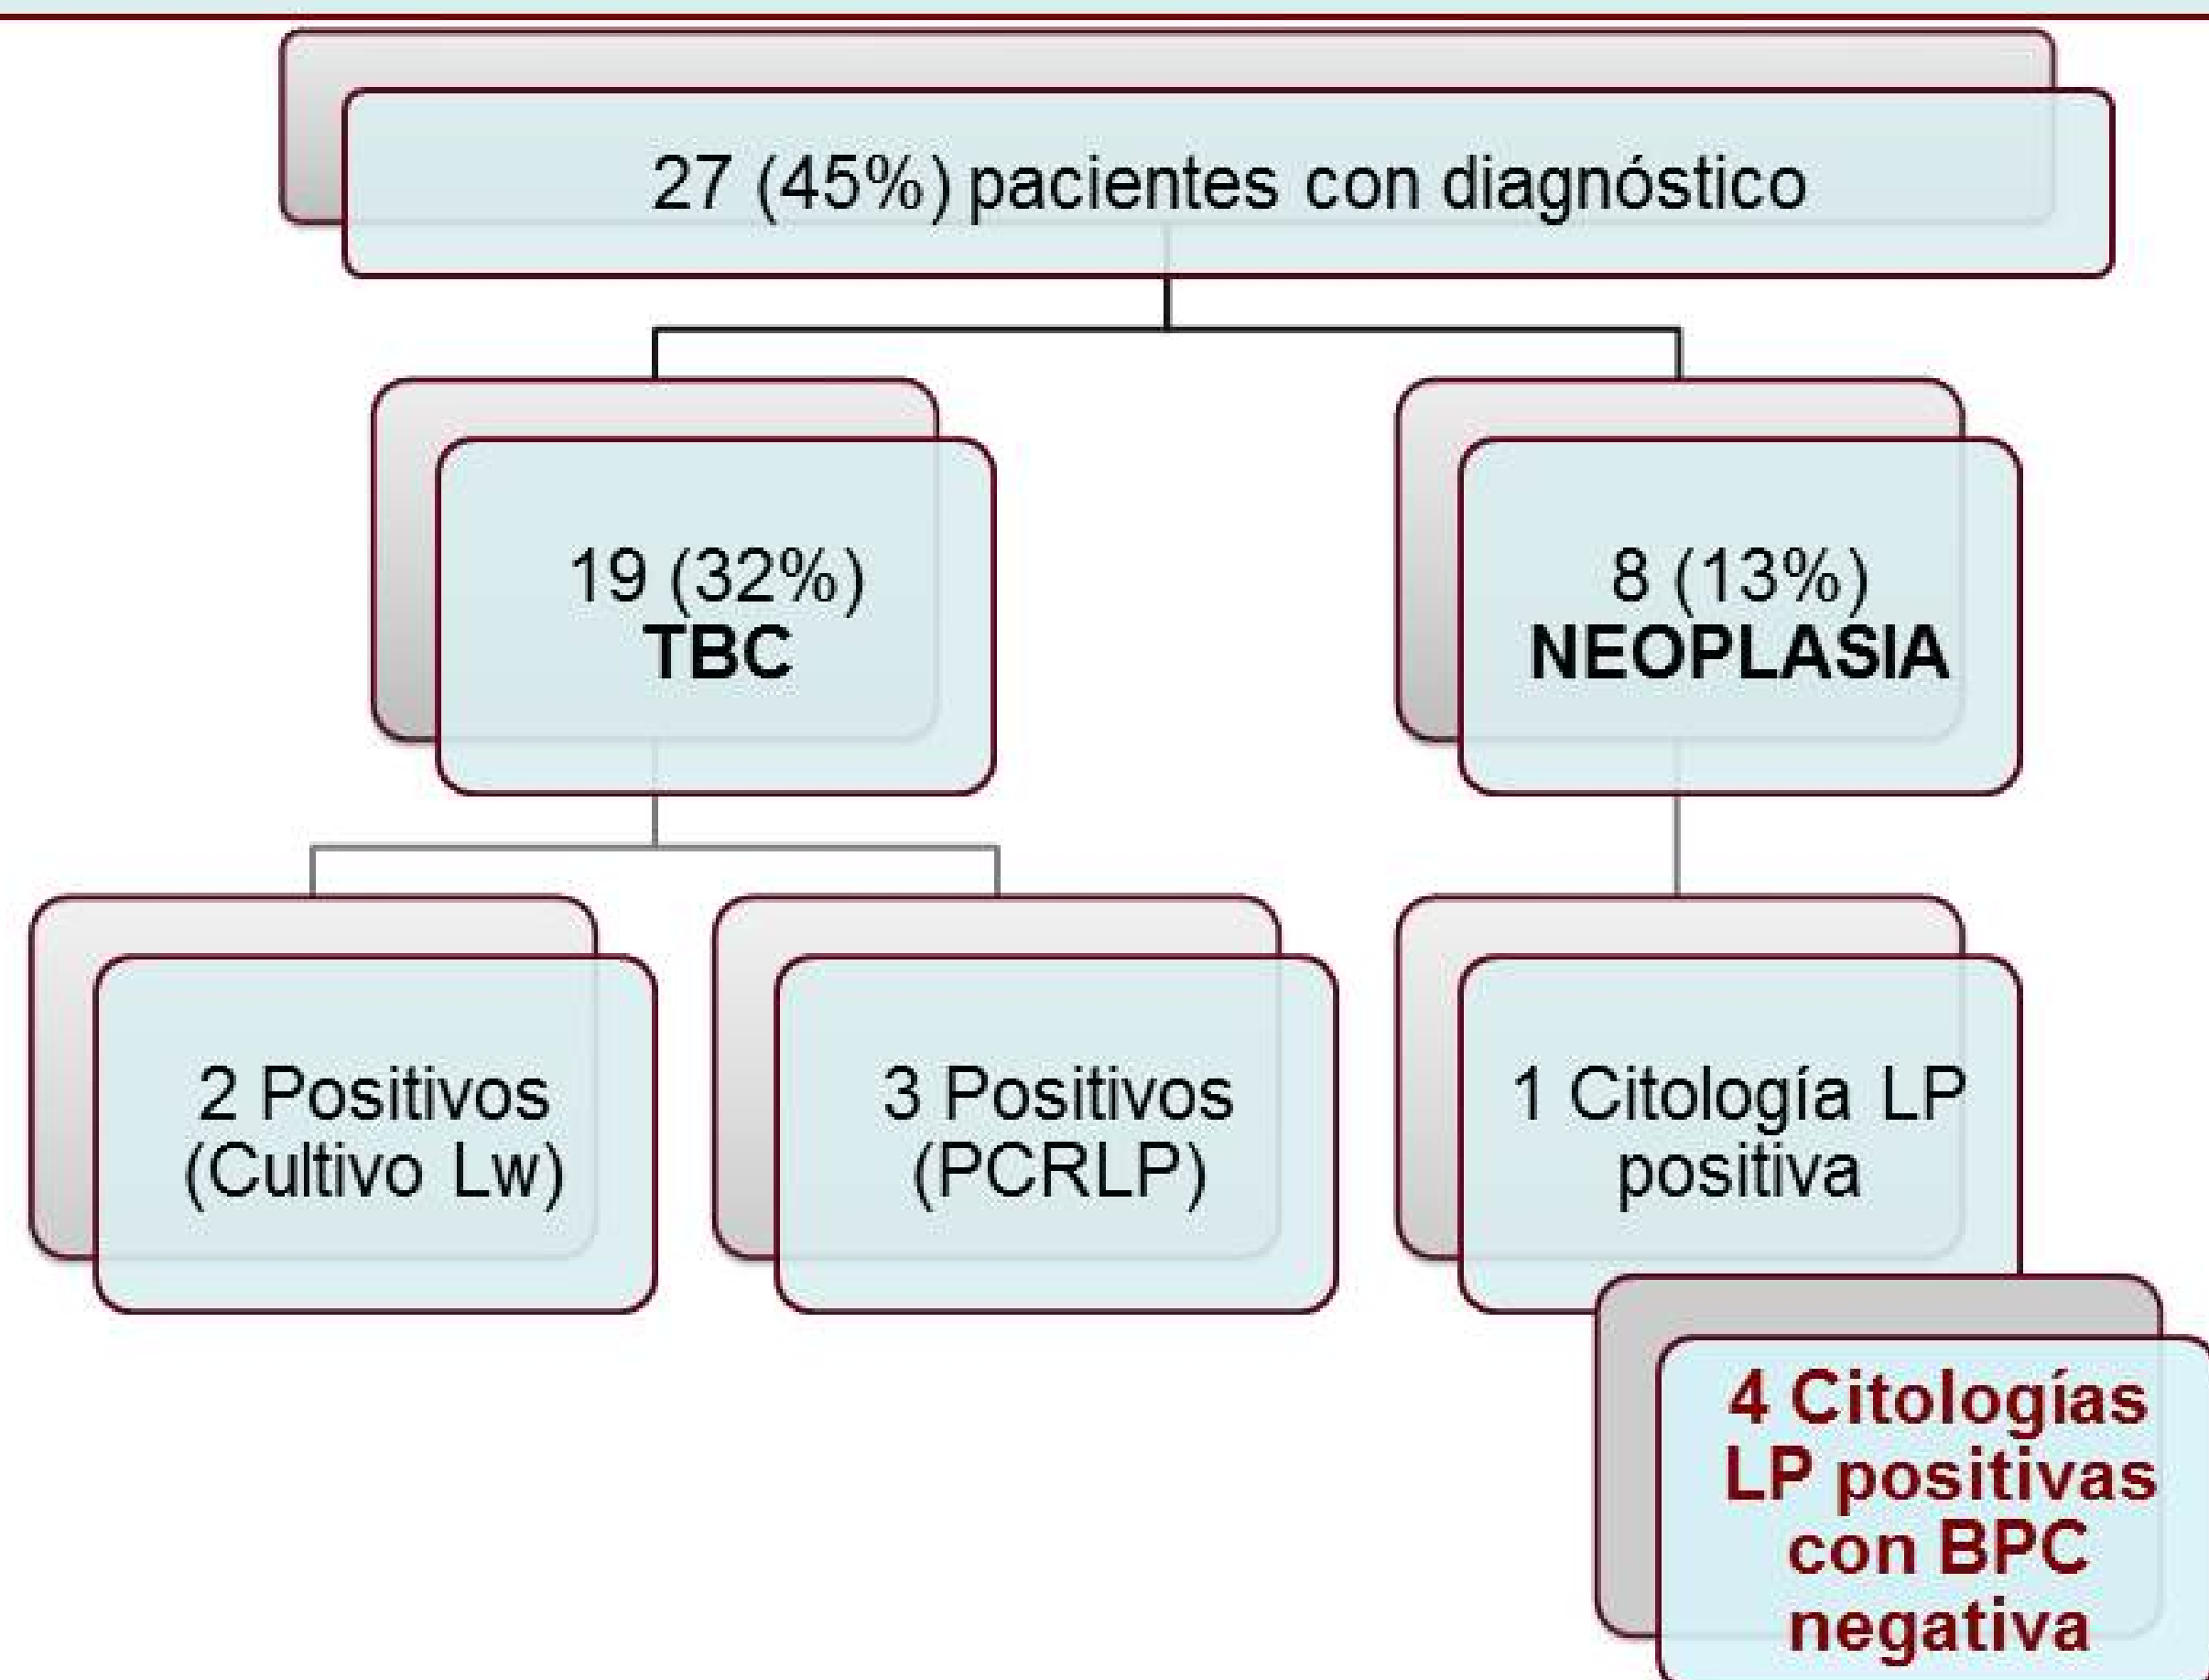 27 (45%) pacientes con diagnóstico
19 (32%)
TBC
8 (13%)
NEOPLASIA
2 Positivos
(Cultivo Lw)
3 Positivos
(PCRLP)
1 Citología LP
positiva
4 Citologías
LP positivas
con BPC
negativa